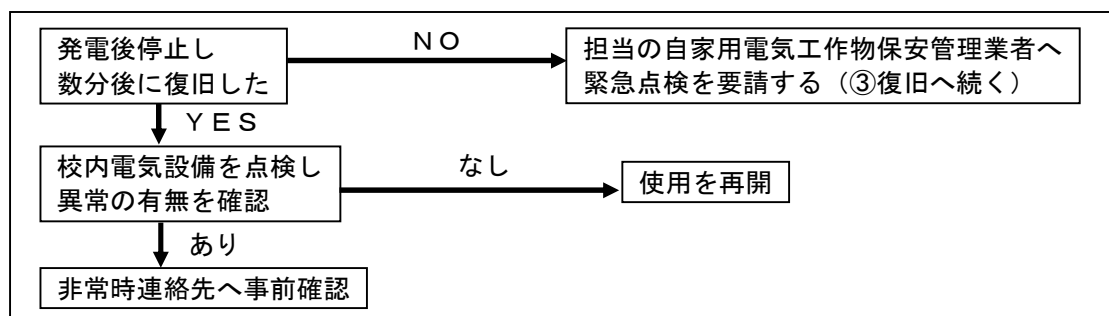 発電後停止し
数分後に復旧した
ＮＯ
担当の自家用電気工作物保安管理業者へ
緊急点検を要請する（③復旧へ続く）
ＹＥＳ
校内電気設備を点検し
異常の有無を確認
なし
使用を再開
あり
非常時連絡先へ事前確認